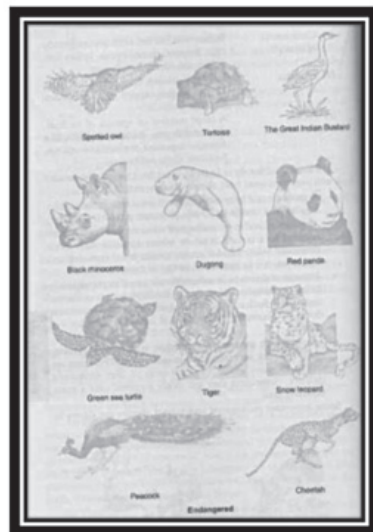 Spotted owl
Tortoise
The Great Indian Bustard
Black rhinoceros
Dugong
Red panda
Green sea turtle
Tiger
Snow leopard
Peacock
Cheetah
Endangered